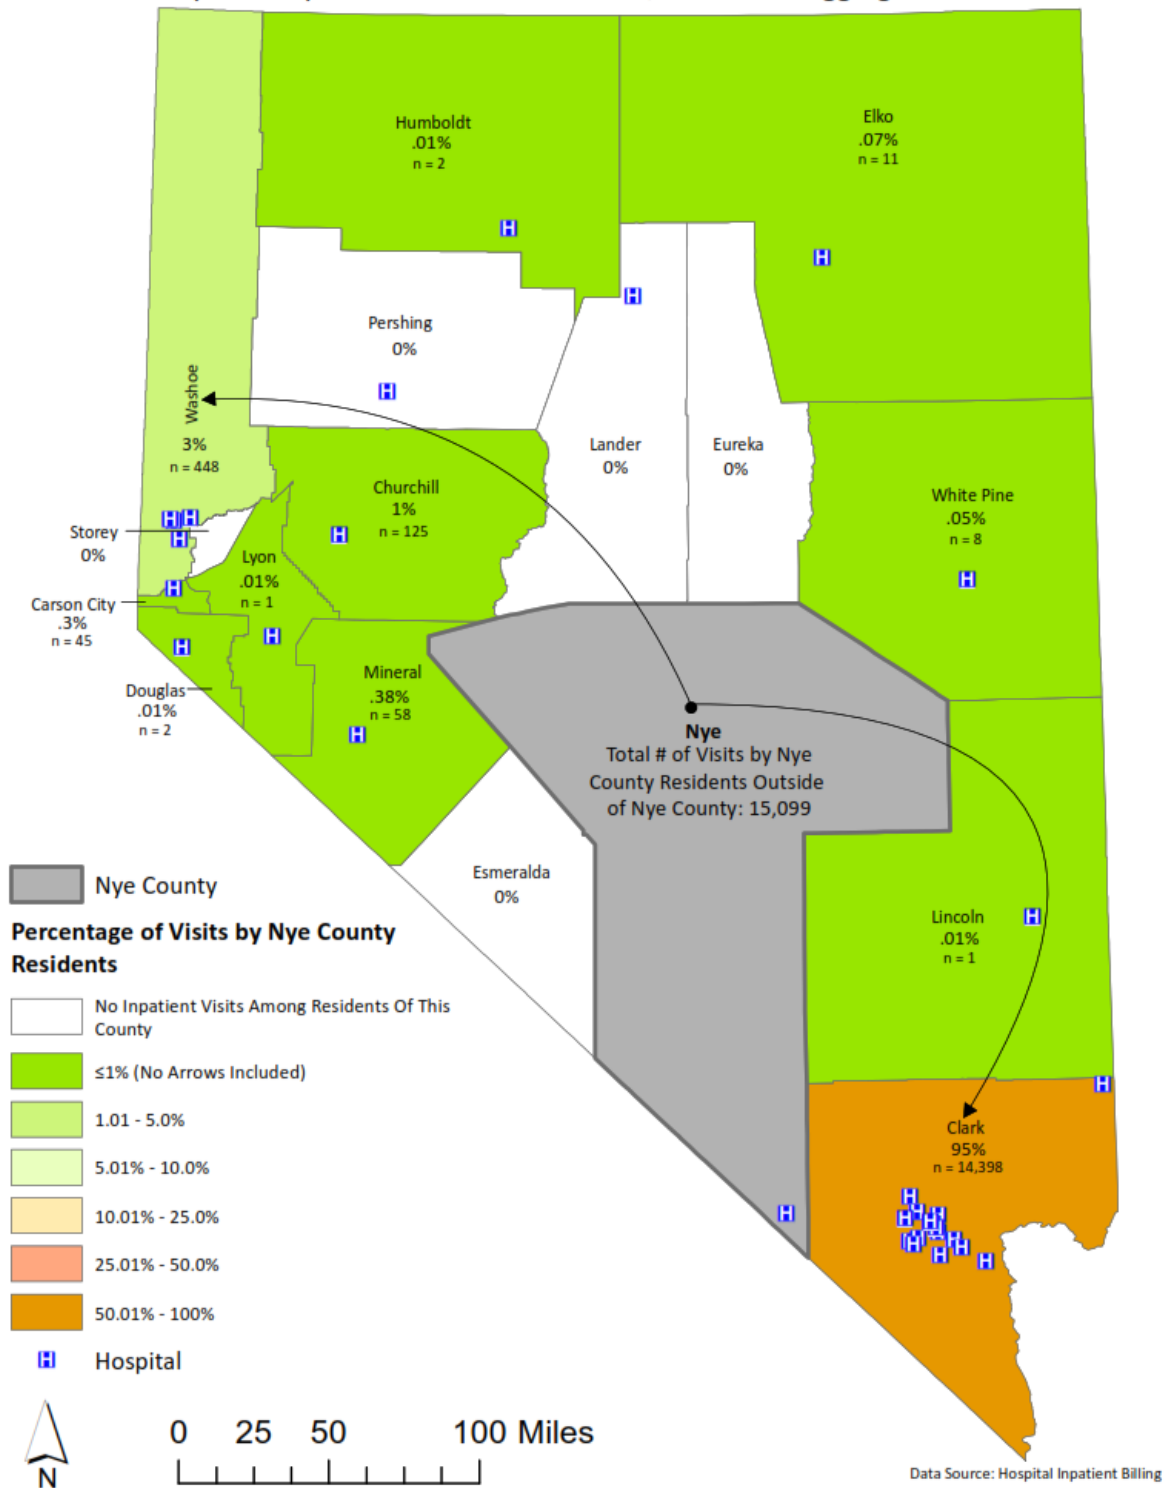 Humboldt
.01%
n = 2
Elko
.07%
n = 11
Pershing
0%
Washoe
3%
n = 448
Lander
0%
Eureka
0%
Churchill
1%
n = 125
White Pine
.05%
n = 8
Storey
0%
Lyon
.01%
n = 1
Carson City
.3%
n = 45
Mineral
.38%
n = 58
Douglas
.01%
n = 2
Nye
Total # of Visits by Nye
County Residents Outside
of Nye County: 15,099
Esmeralda
0%
Lincoln
.01%
n = 1
Clark
95%
n = 14,398
Nye County
Percentage of Visits by Nye County
Residents
No Inpatient Visits Among Residents Of This
County
≤1% (No Arrows Included)
1.01 - 5.0%
5.01% - 10.0%
10.01% - 25.0%
25.01% - 50.0%
50.01% - 100%
H Hospital
N
0 25 50 100 Miles
Data Source: Hospital Inpatient Billing